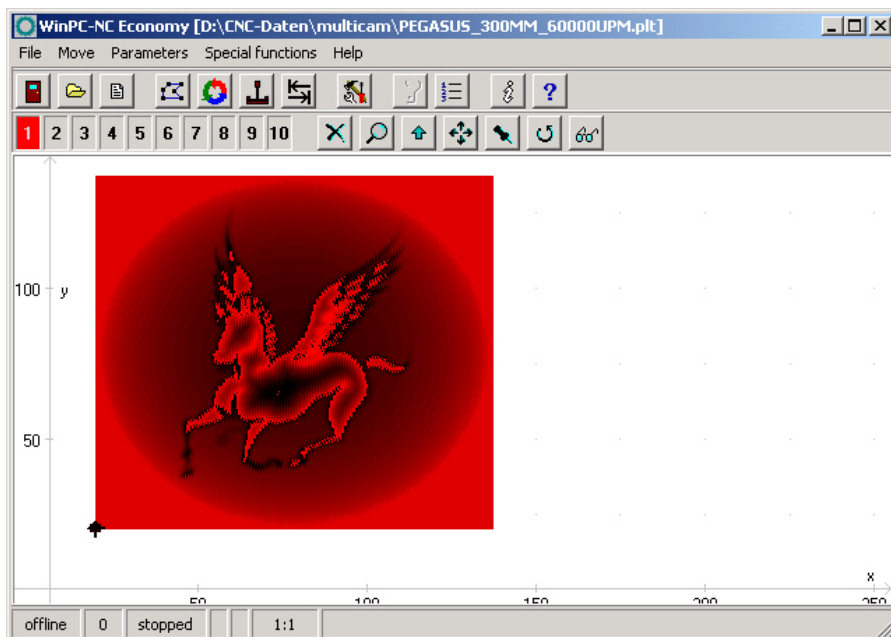 WinPC-NC Economy [D:\CNC-Daten\multicam\PEGASUS_300MM_60000UPM.plt]
File Move Parameters Special functions Help
1 2 3 4 5 6 7 8 9 10
100 y
50
x
50 100 150 200 250
offline 0 stopped 1:1